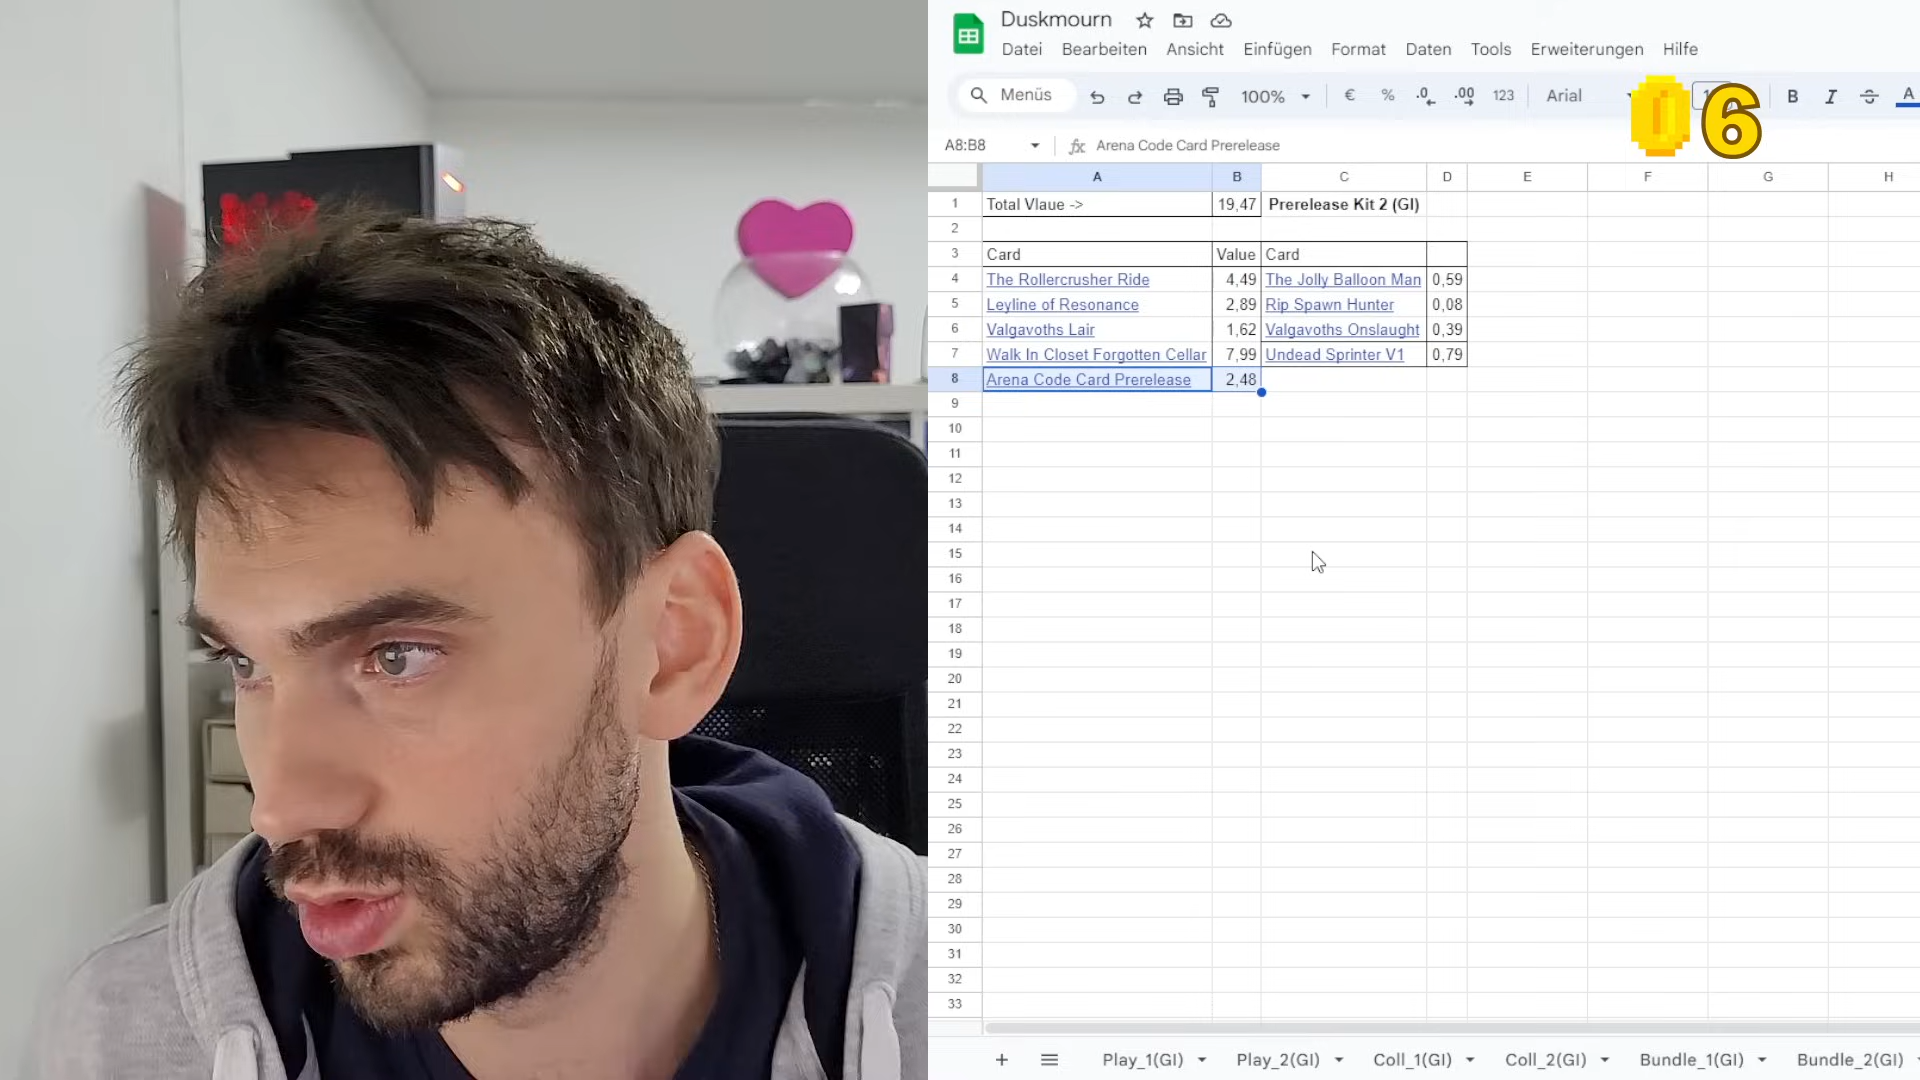 Duskmourn
Datei Bearbeiten Ansicht Einfügen Format Daten Tools Erweiterungen Hilfe
Menüs 100% € % .0 .00 123 Arial B I S A
6
A8:B8 fx Arena Code Card Prerelease
A B C D E F G H
1 Total Vlaue -> 19,47 Prerelease Kit 2 (GI)
2
3 Card Value Card
4 The Rollercrusher Ride 4,49 The Jolly Balloon Man 0,59
5 Leyline of Resonance 2,89 Rip Spawn Hunter 0,08
6 Valgavoths Lair 1,62 Valgavoths Onslaught 0,39
7 Walk In Closet Forgotten Cellar 7,99 Undead Sprinter V1 0,79
8 Arena Code Card Prerelease 2,48
9
10
11
12
13
14
15
16
17
18
19
20
21
22
23
24
25
26
27
28
29
30
31
32
33
+ Play_1(GI) Play_2(GI) Coll_1(GI) Coll_2(GI) Bundle_1(GI) Bundle_2(GI)